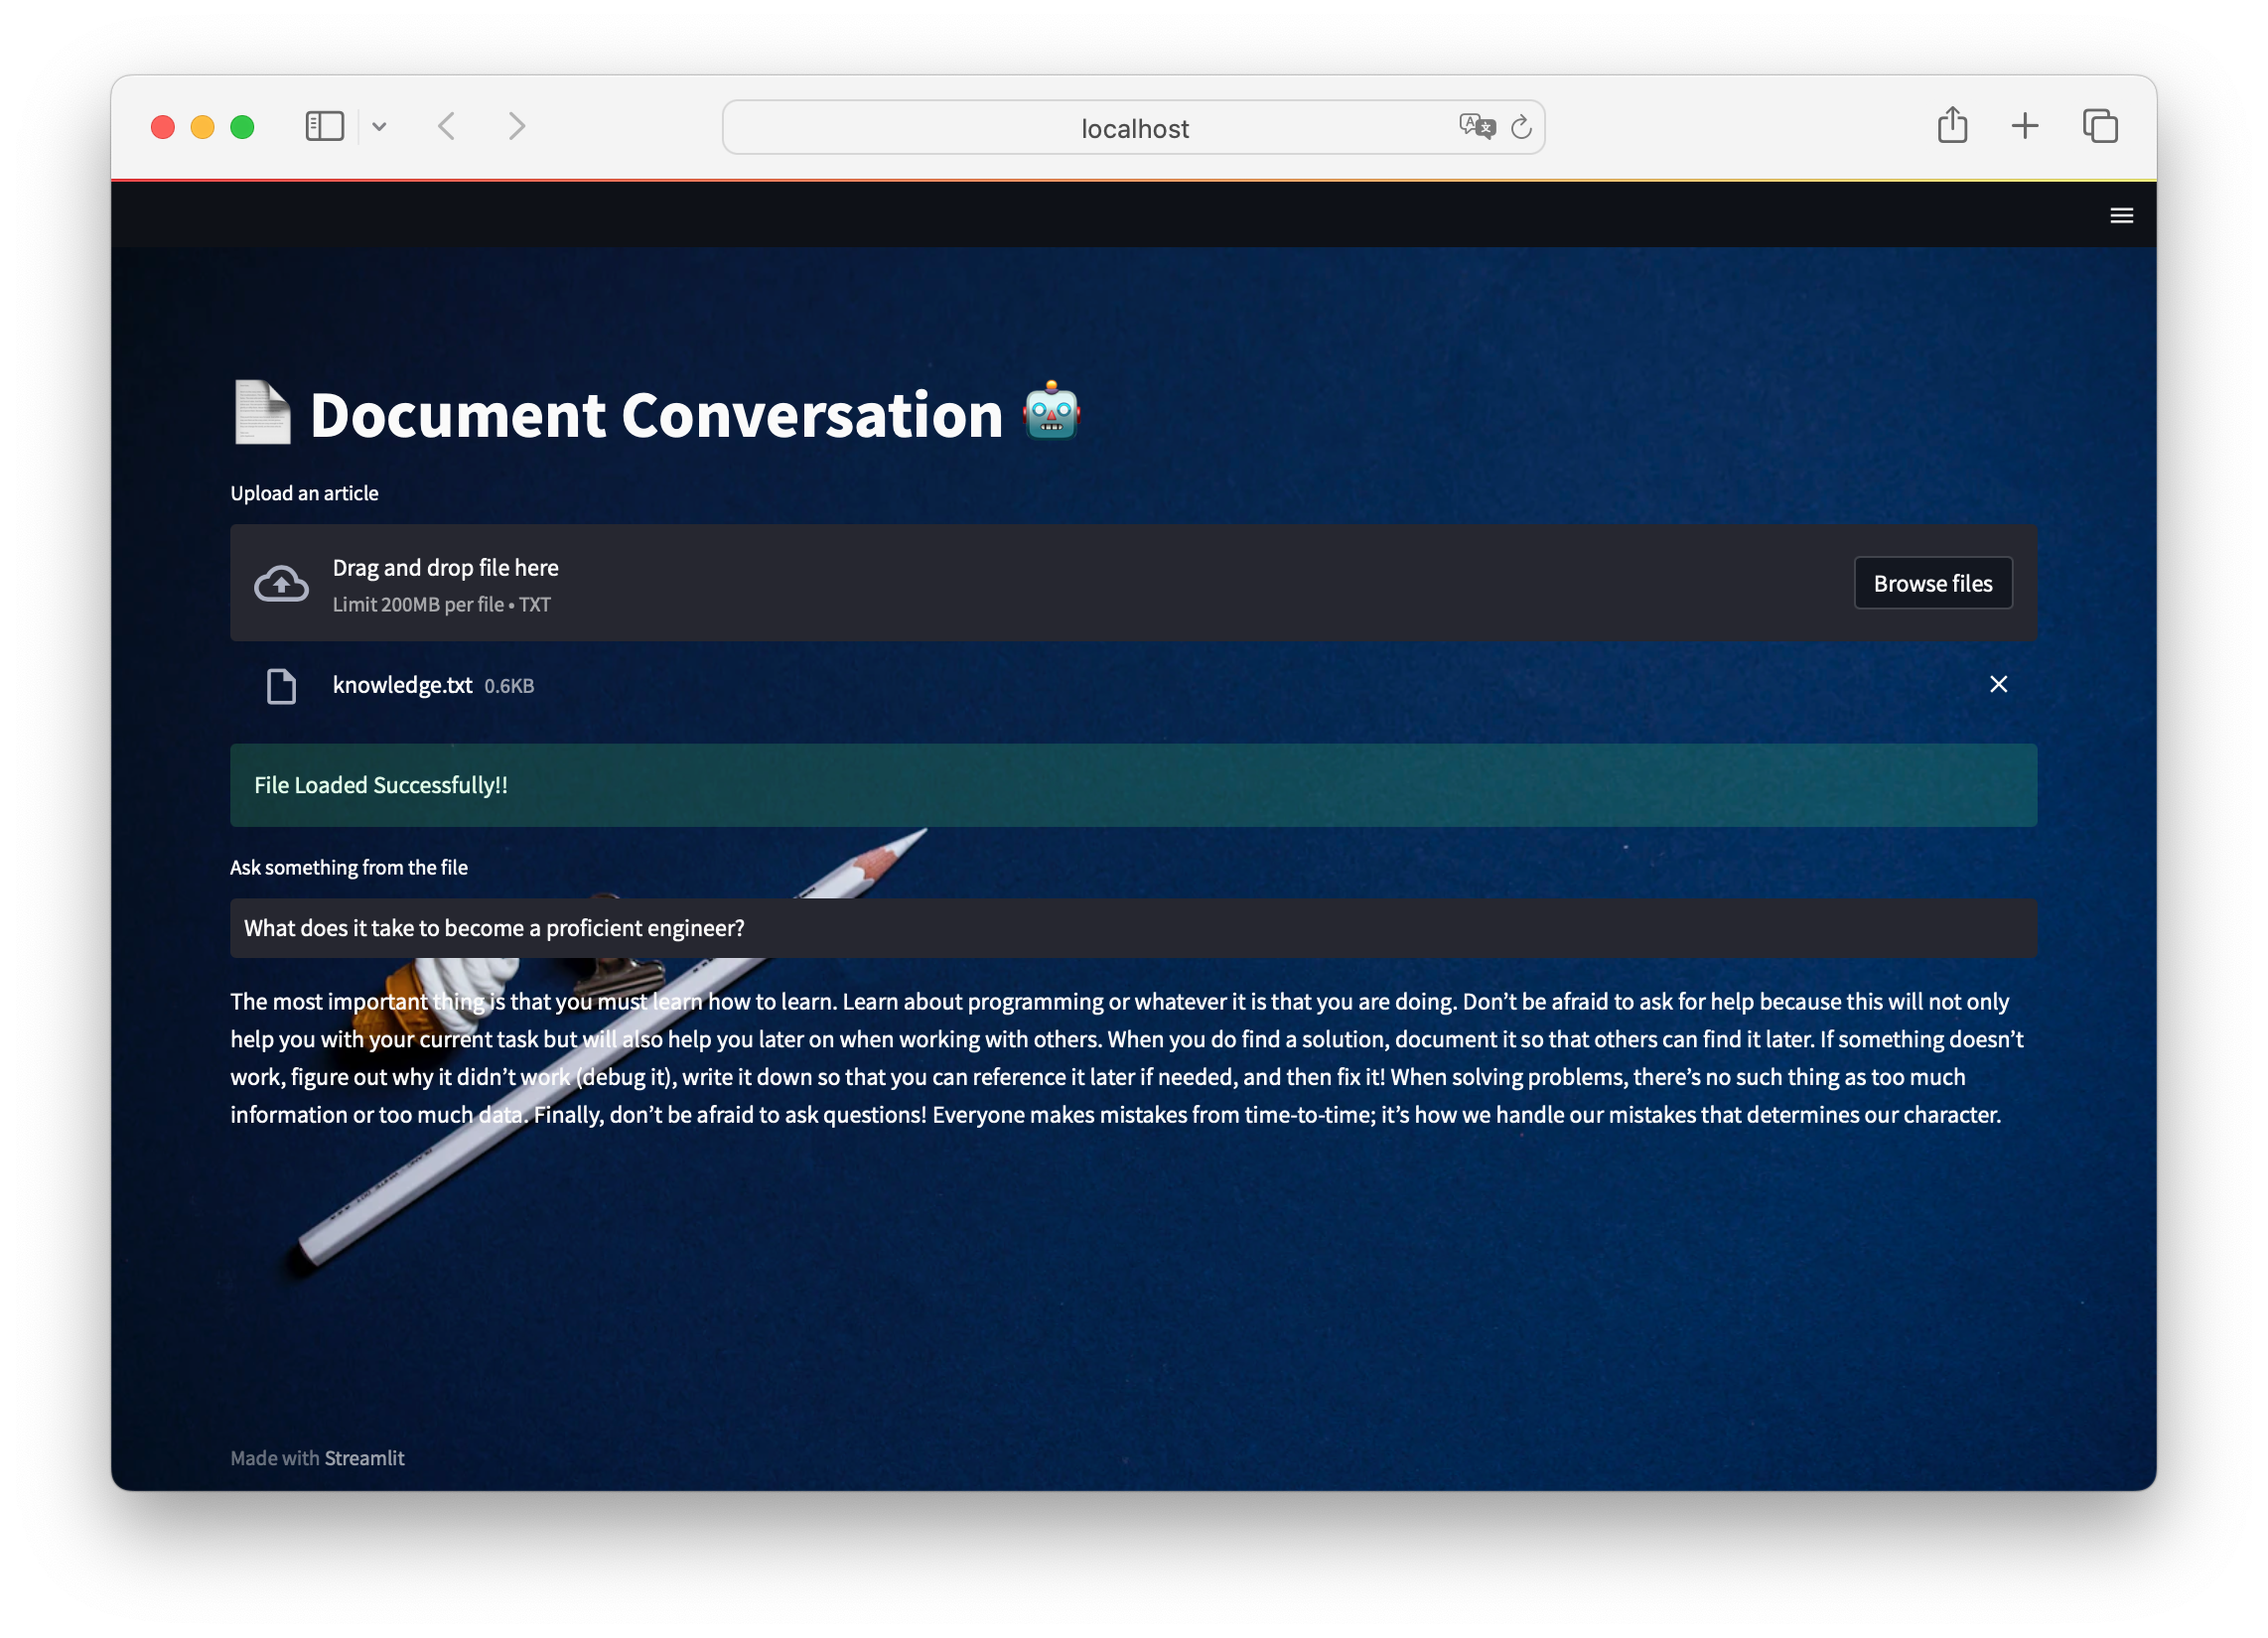 localhost
Document Conversation
Upload an article
Drag and drop file here
Limit 200MB per file • TXT
Browse files
knowledge.txt 0.6KB
File Loaded Successfully!!
Ask something from the file
What does it take to become a proficient engineer?
The most important thing is that you must learn how to learn. Learn about programming or whatever it is that you are doing. Don’t be afraid to ask for help because this will not only
help you with your current task but will also help you later on when working with others. When you do find a solution, document it so that others can find it later. If something doesn’t
work, figure out why it didn’t work (debug it), write it down so that you can reference it later if needed, and then fix it! When solving problems, there’s no such thing as too much
information or too much data. Finally, don’t be afraid to ask questions! Everyone makes mistakes from time-to-time; it’s how we handle our mistakes that determines our character.
Made with Streamlit